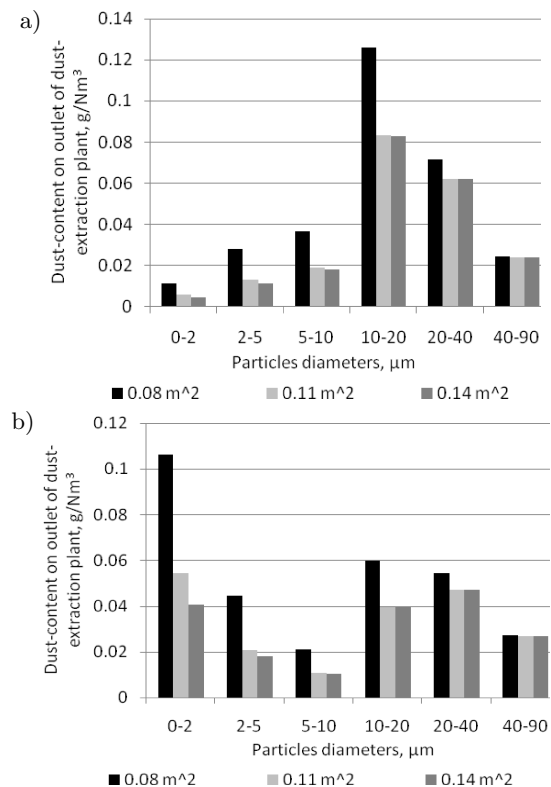 a)
Dust-content on outlet of dust-
extraction plant, g/Nm³
0.14
0.12
0.1
0.08
0.06
0.04
0.02
0
0-2 2-5 5-10 10-20 20-40 40-90
Particles diameters, µm
0.08 m^2 0.11 m^2 0.14 m^2
b)
Dust-content on outlet of dust-
extraction plant, g/Nm³
0.12
0.1
0.08
0.06
0.04
0.02
0
0-2 2-5 5-10 10-20 20-40 40-90
Particles diameters, µm
0.08 m^2 0.11 m^2 0.14 m^2